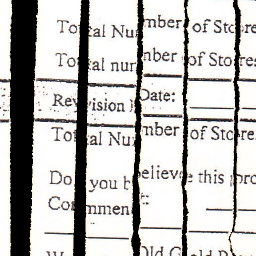 Total Number of Stores
Total number of Stores
Revision Date:
Total Number of Stores
Do you believe this pro
Comment:
Old Gold